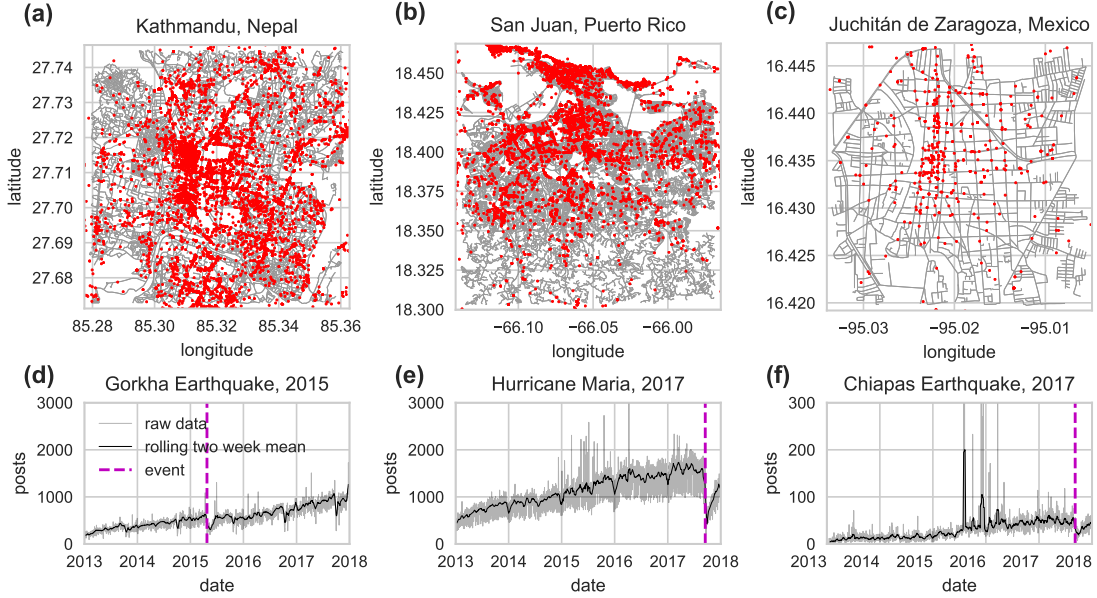 (a)
Kathmandu, Nepal
27.74
27.73
27.72
27.71
27.70
27.69
27.68
latitude
85.28 85.30 85.32 85.34 85.36
longitude
(b)
San Juan, Puerto Rico
18.450
18.425
18.400
18.375
18.350
18.325
18.300
latitude
−66.10 −66.05 −66.00
longitude
(c)
Juchitán de Zaragoza, Mexico
16.445
16.440
16.435
16.430
16.425
16.420
latitude
−95.03 −95.02 −95.01
longitude
(d)
Gorkha Earthquake, 2015
3000
2000
1000
0
posts
raw data
rolling two week mean
event
2013 2014 2015 2016 2017 2018
date
(e)
Hurricane Maria, 2017
3000
2000
1000
0
posts
2013 2014 2015 2016 2017 2018
date
(f)
Chiapas Earthquake, 2017
300
200
100
0
posts
2013 2014 2015 2016 2017 2018
date